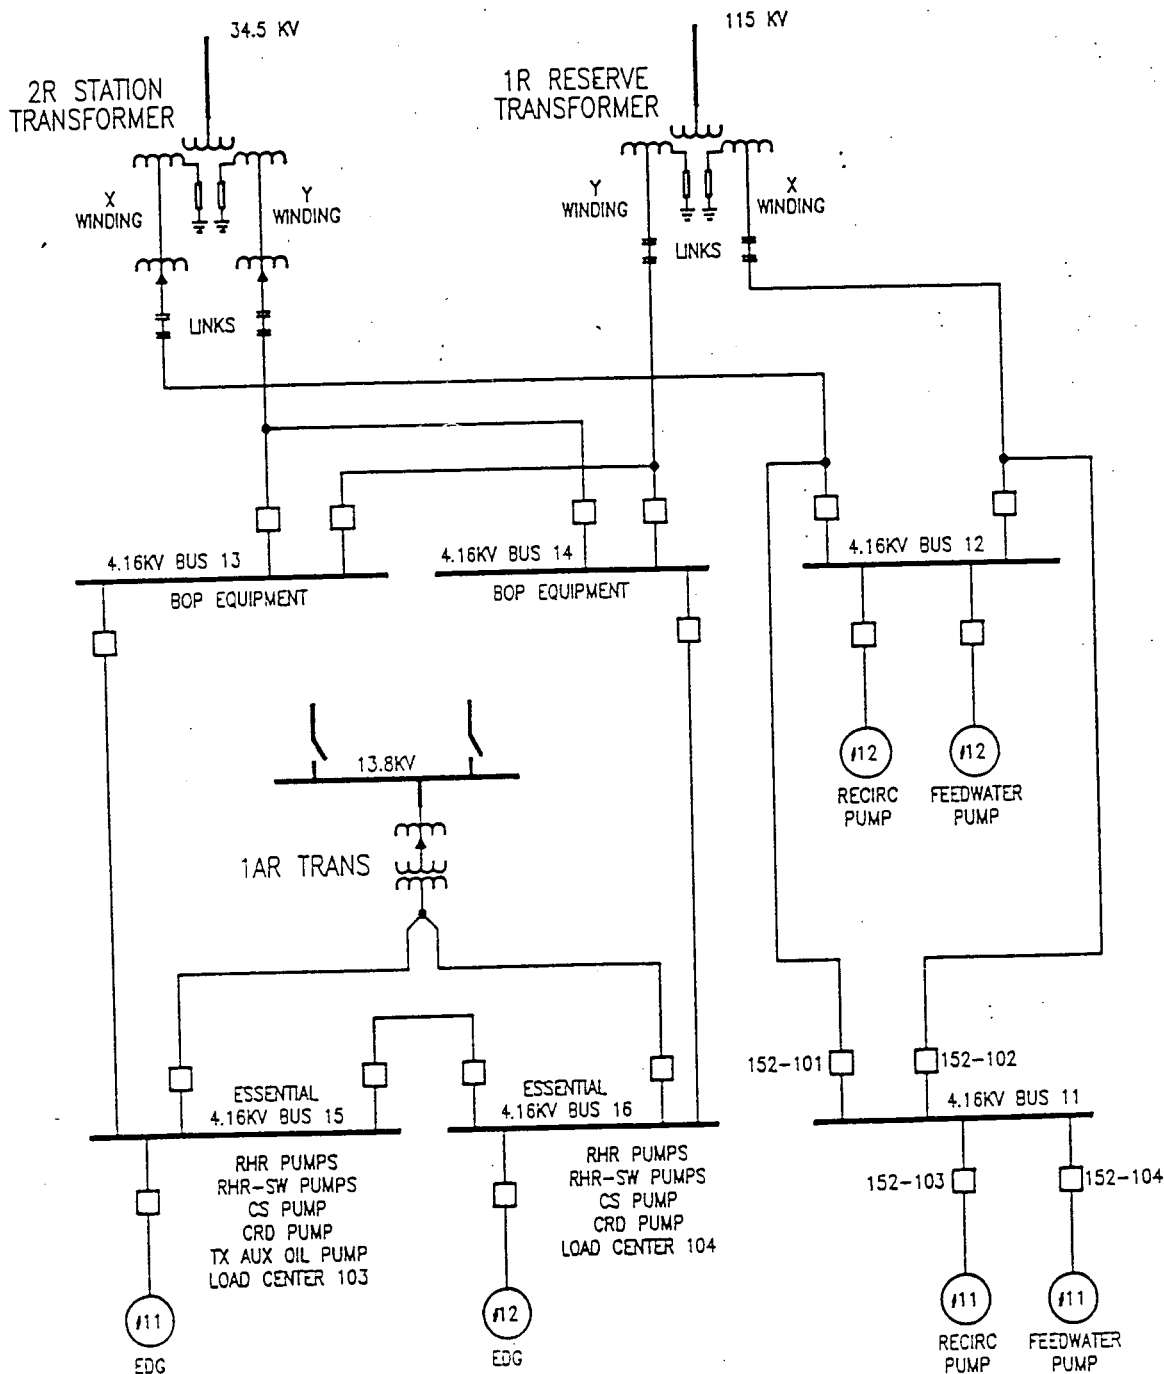 34.5 KV
115 KV
2R STATION
TRANSFORMER
1R RESERVE
TRANSFORMER
X
WINDING
Y
WINDING
Y
WINDING
X
WINDING
LINKS
LINKS
4.16KV BUS 13
4.16KV BUS 14
4.16KV BUS 12
BOP EQUIPMENT
BOP EQUIPMENT
13.8KV
#12
#12
RECIRC
PUMP
FEEDWATER
PUMP
1AR TRANS
152-101
152-102
ESSENTIAL
4.16KV BUS 15
ESSENTIAL
4.16KV BUS 16
4.16KV BUS 11
RHR PUMPS
RHR-SW PUMPS
CS PUMP
CRD PUMP
TX AUX OIL PUMP
LOAD CENTER 103
RHR PUMPS
RHR-SW PUMPS
CS PUMP
CRD PUMP
LOAD CENTER 104
152-103
152-104
#11
EDG
#12
EDG
#11
RECIRC
PUMP
#11
FEEDWATER
PUMP